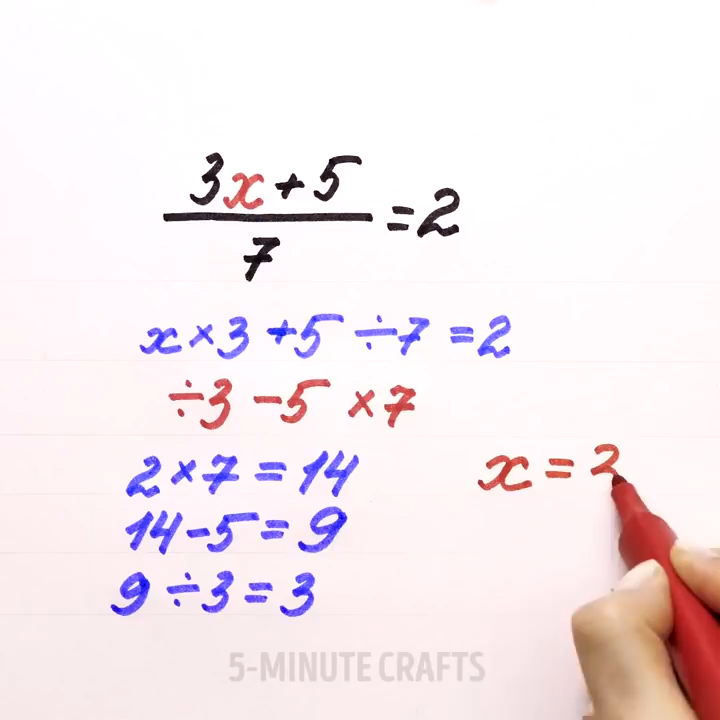 3x + 5
7
= 2
x × 3 + 5 ÷ 7 = 2
÷3 - 5 × 7
2 × 7 = 14
x =
14 - 5 = 9
9 ÷ 3 = 3
5-MINUTE CRAFTS